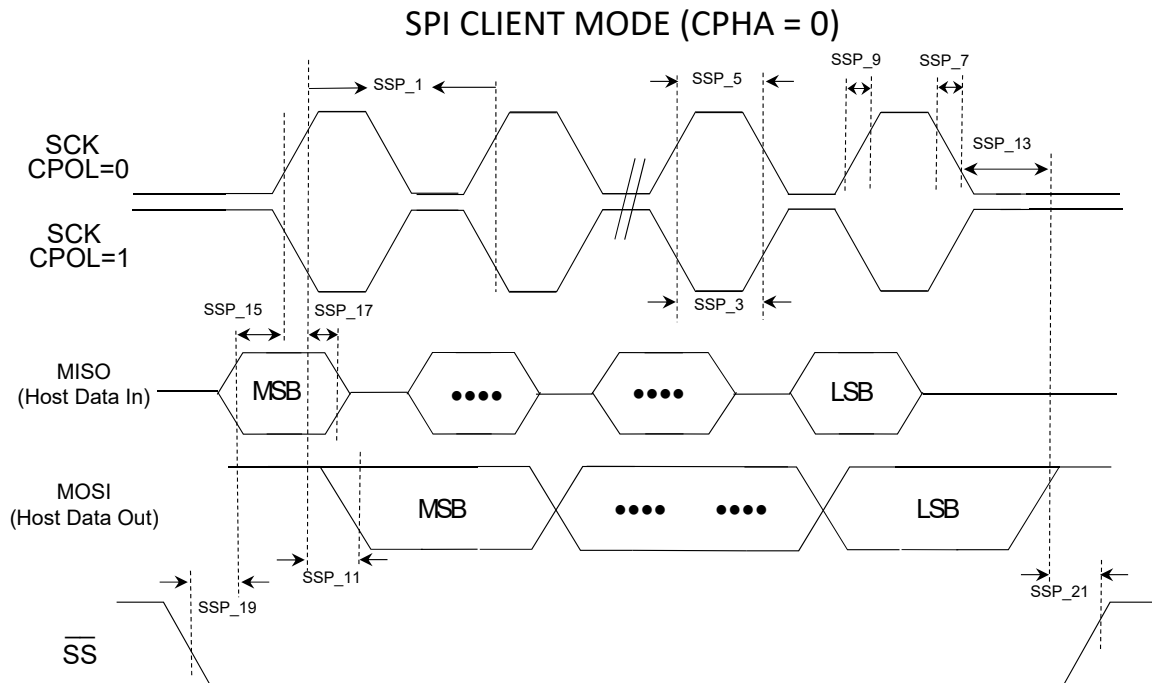 SPI CLIENT MODE (CPHA = 0)
SSP_1
SSP_5
SSP_9
SSP_7
SCK
CPOL=0
SSP_13
SCK
CPOL=1
SSP_15
SSP_17
SSP_3
MISO
(Host Data In)
MSB
••••
••••
LSB
MOSI
(Host Data Out)
MSB
•••• ••••
LSB
SSP_11
SSP_19
SSP_21
S̅S̅